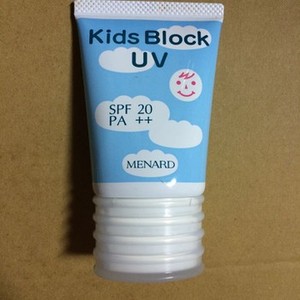 Kids Block
UV
SPF 20
PA ++
MENARD